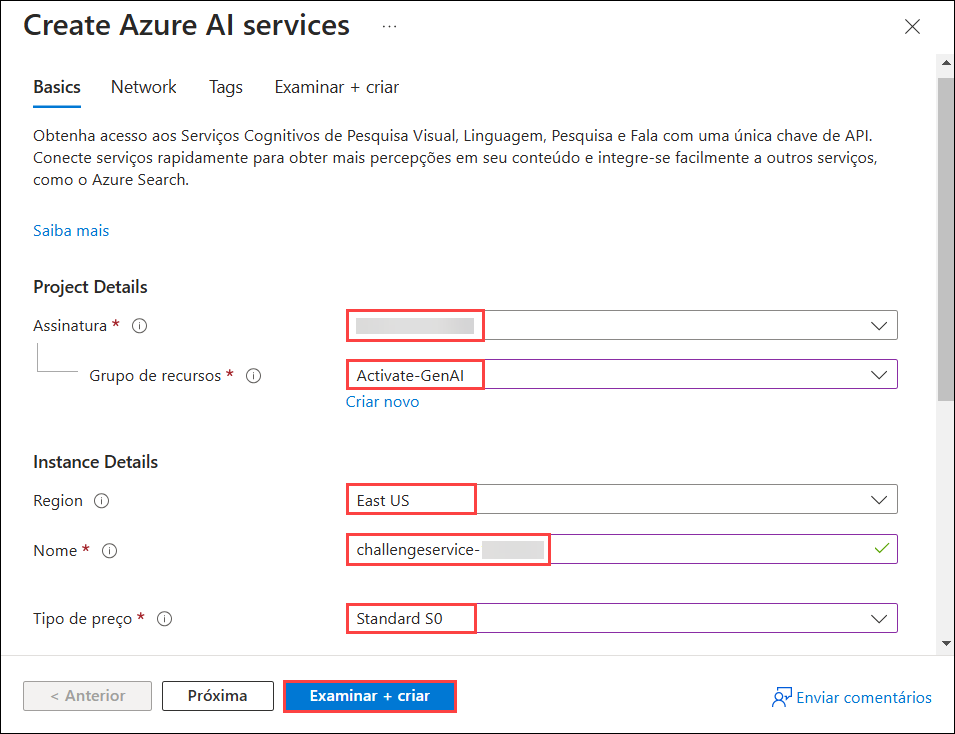 Create Azure AI services ...
Basics Network Tags Examinar + criar
Obtenha acesso aos Serviços Cognitivos de Pesquisa Visual, Linguagem, Pesquisa e Fala com uma única chave de API.
Conecte serviços rapidamente para obter mais percepções em seu conteúdo e integre-se facilmente a outros serviços,
como o Azure Search.
Saiba mais
Project Details
Assinatura *
Grupo de recursos * Activate-GenAI
Criar novo
Instance Details
Region East US
Nome * challengeservice-
Tipo de preço * Standard S0
< Anterior Próxima Examinar + criar Enviar comentários